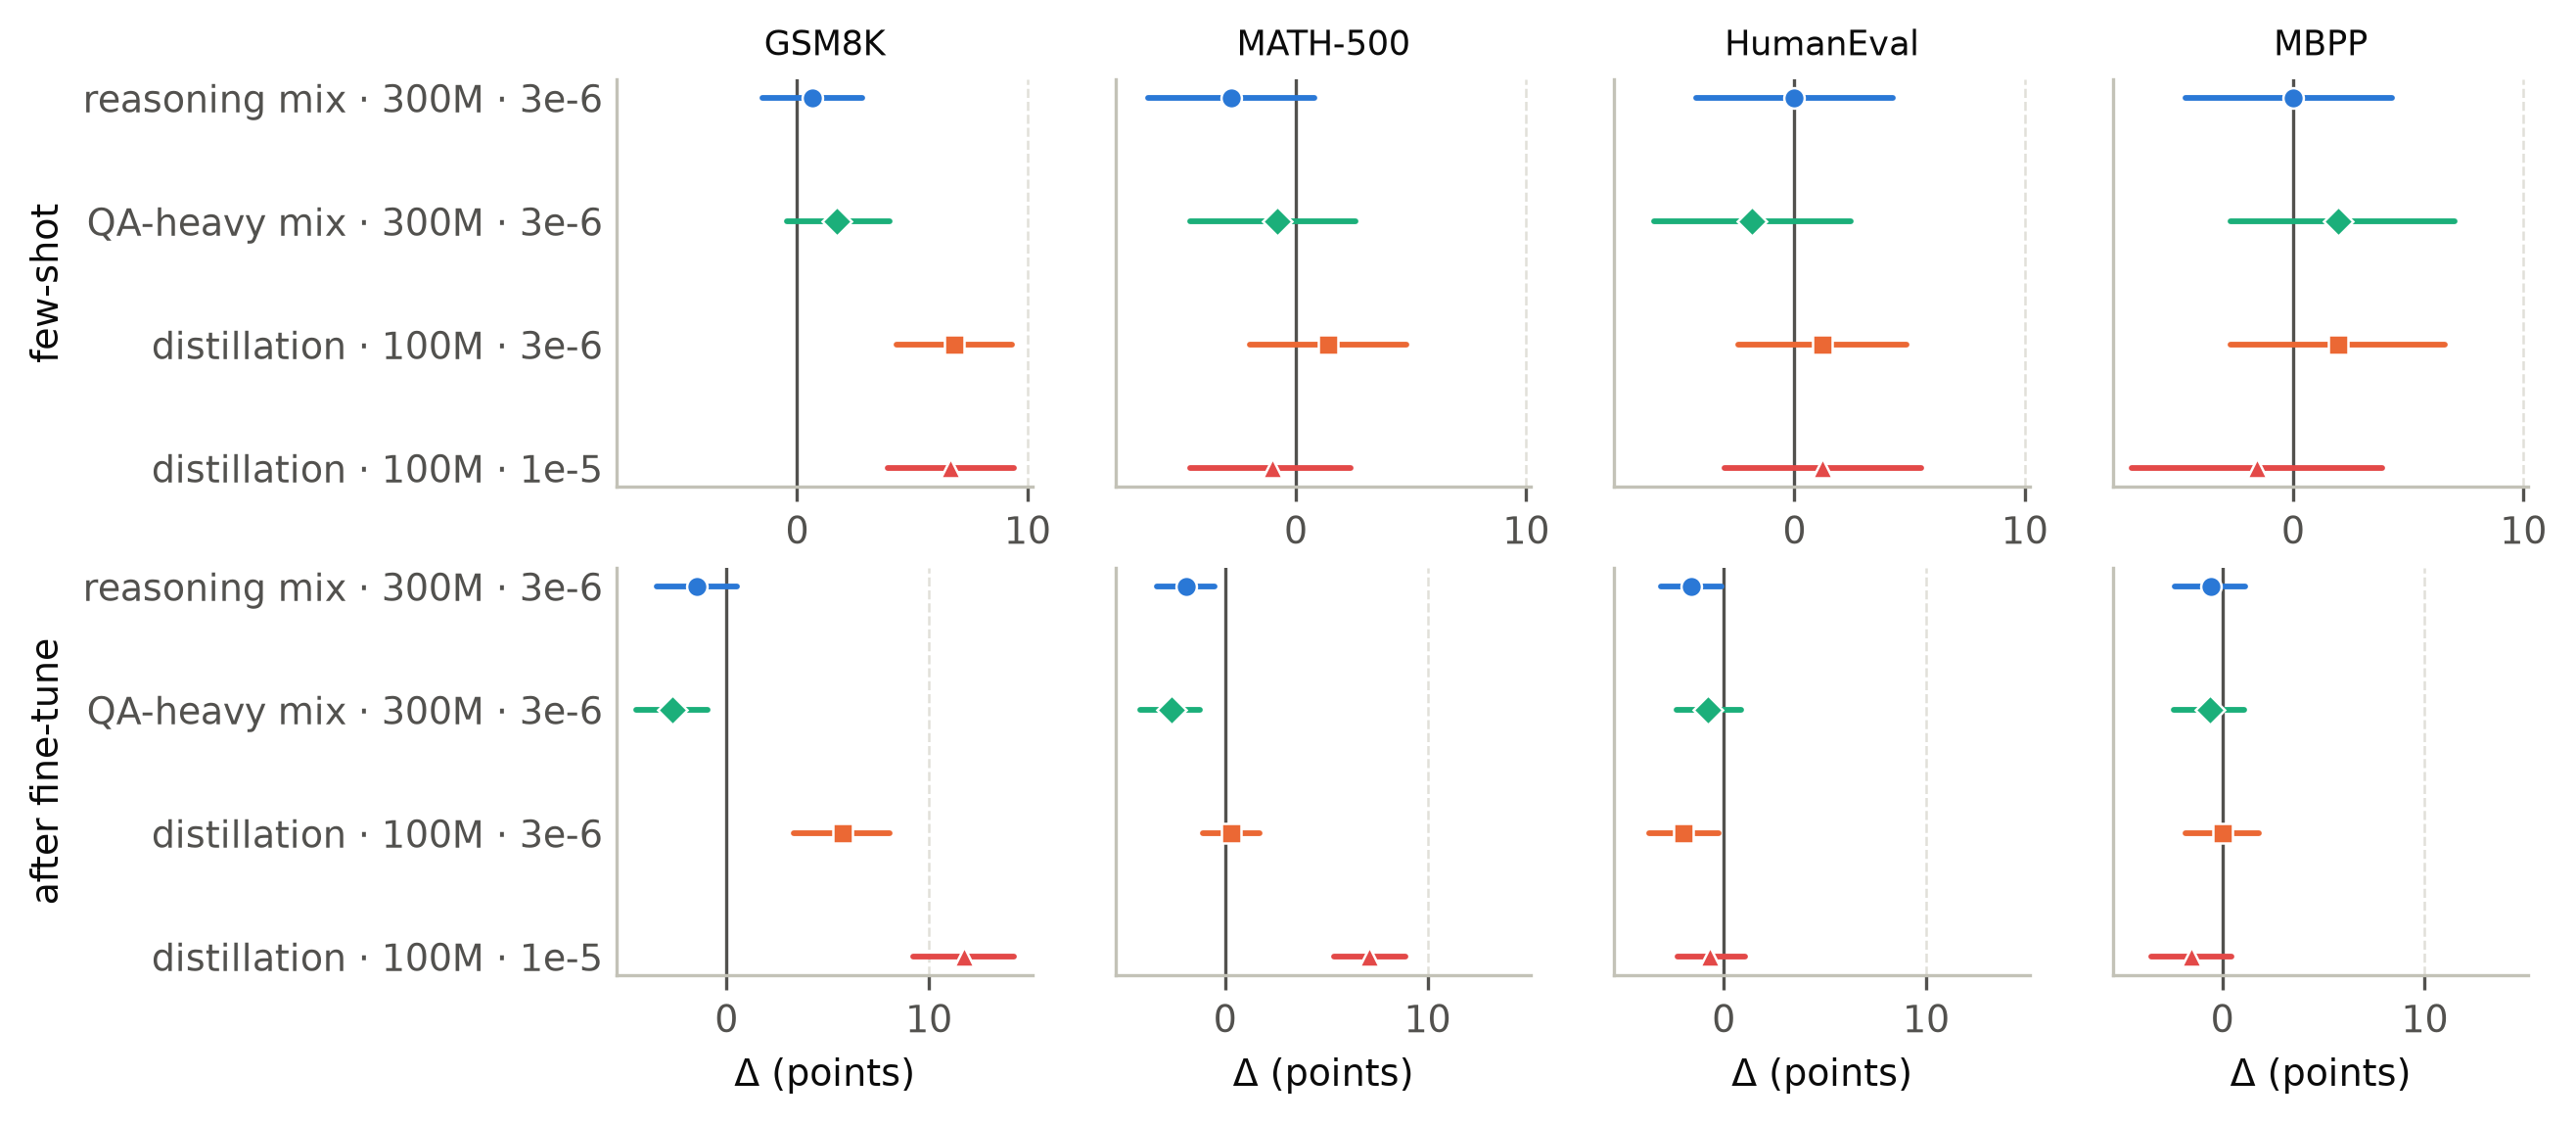 GSM8K
MATH-500
HumanEval
MBPP
few-shot
reasoning mix · 300M · 3e-6
QA-heavy mix · 300M · 3e-6
distillation · 100M · 3e-6
distillation · 100M · 1e-5
0 10
0 10
0 10
0 10
after fine-tune
reasoning mix · 300M · 3e-6
QA-heavy mix · 300M · 3e-6
distillation · 100M · 3e-6
distillation · 100M · 1e-5
0 10
0 10
0 10
0 10
Δ (points)
Δ (points)
Δ (points)
Δ (points)